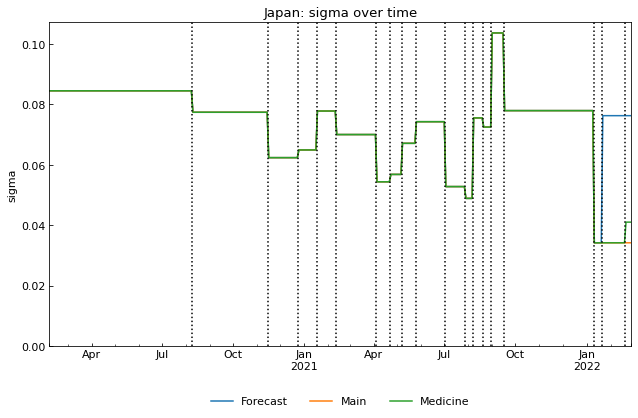 Japan: sigma over time
sigma
0.10
0.08
0.06
0.04
0.02
0.00
Apr Jul Oct Jan Apr Jul Oct Jan
2021 2022
Forecast Main Medicine